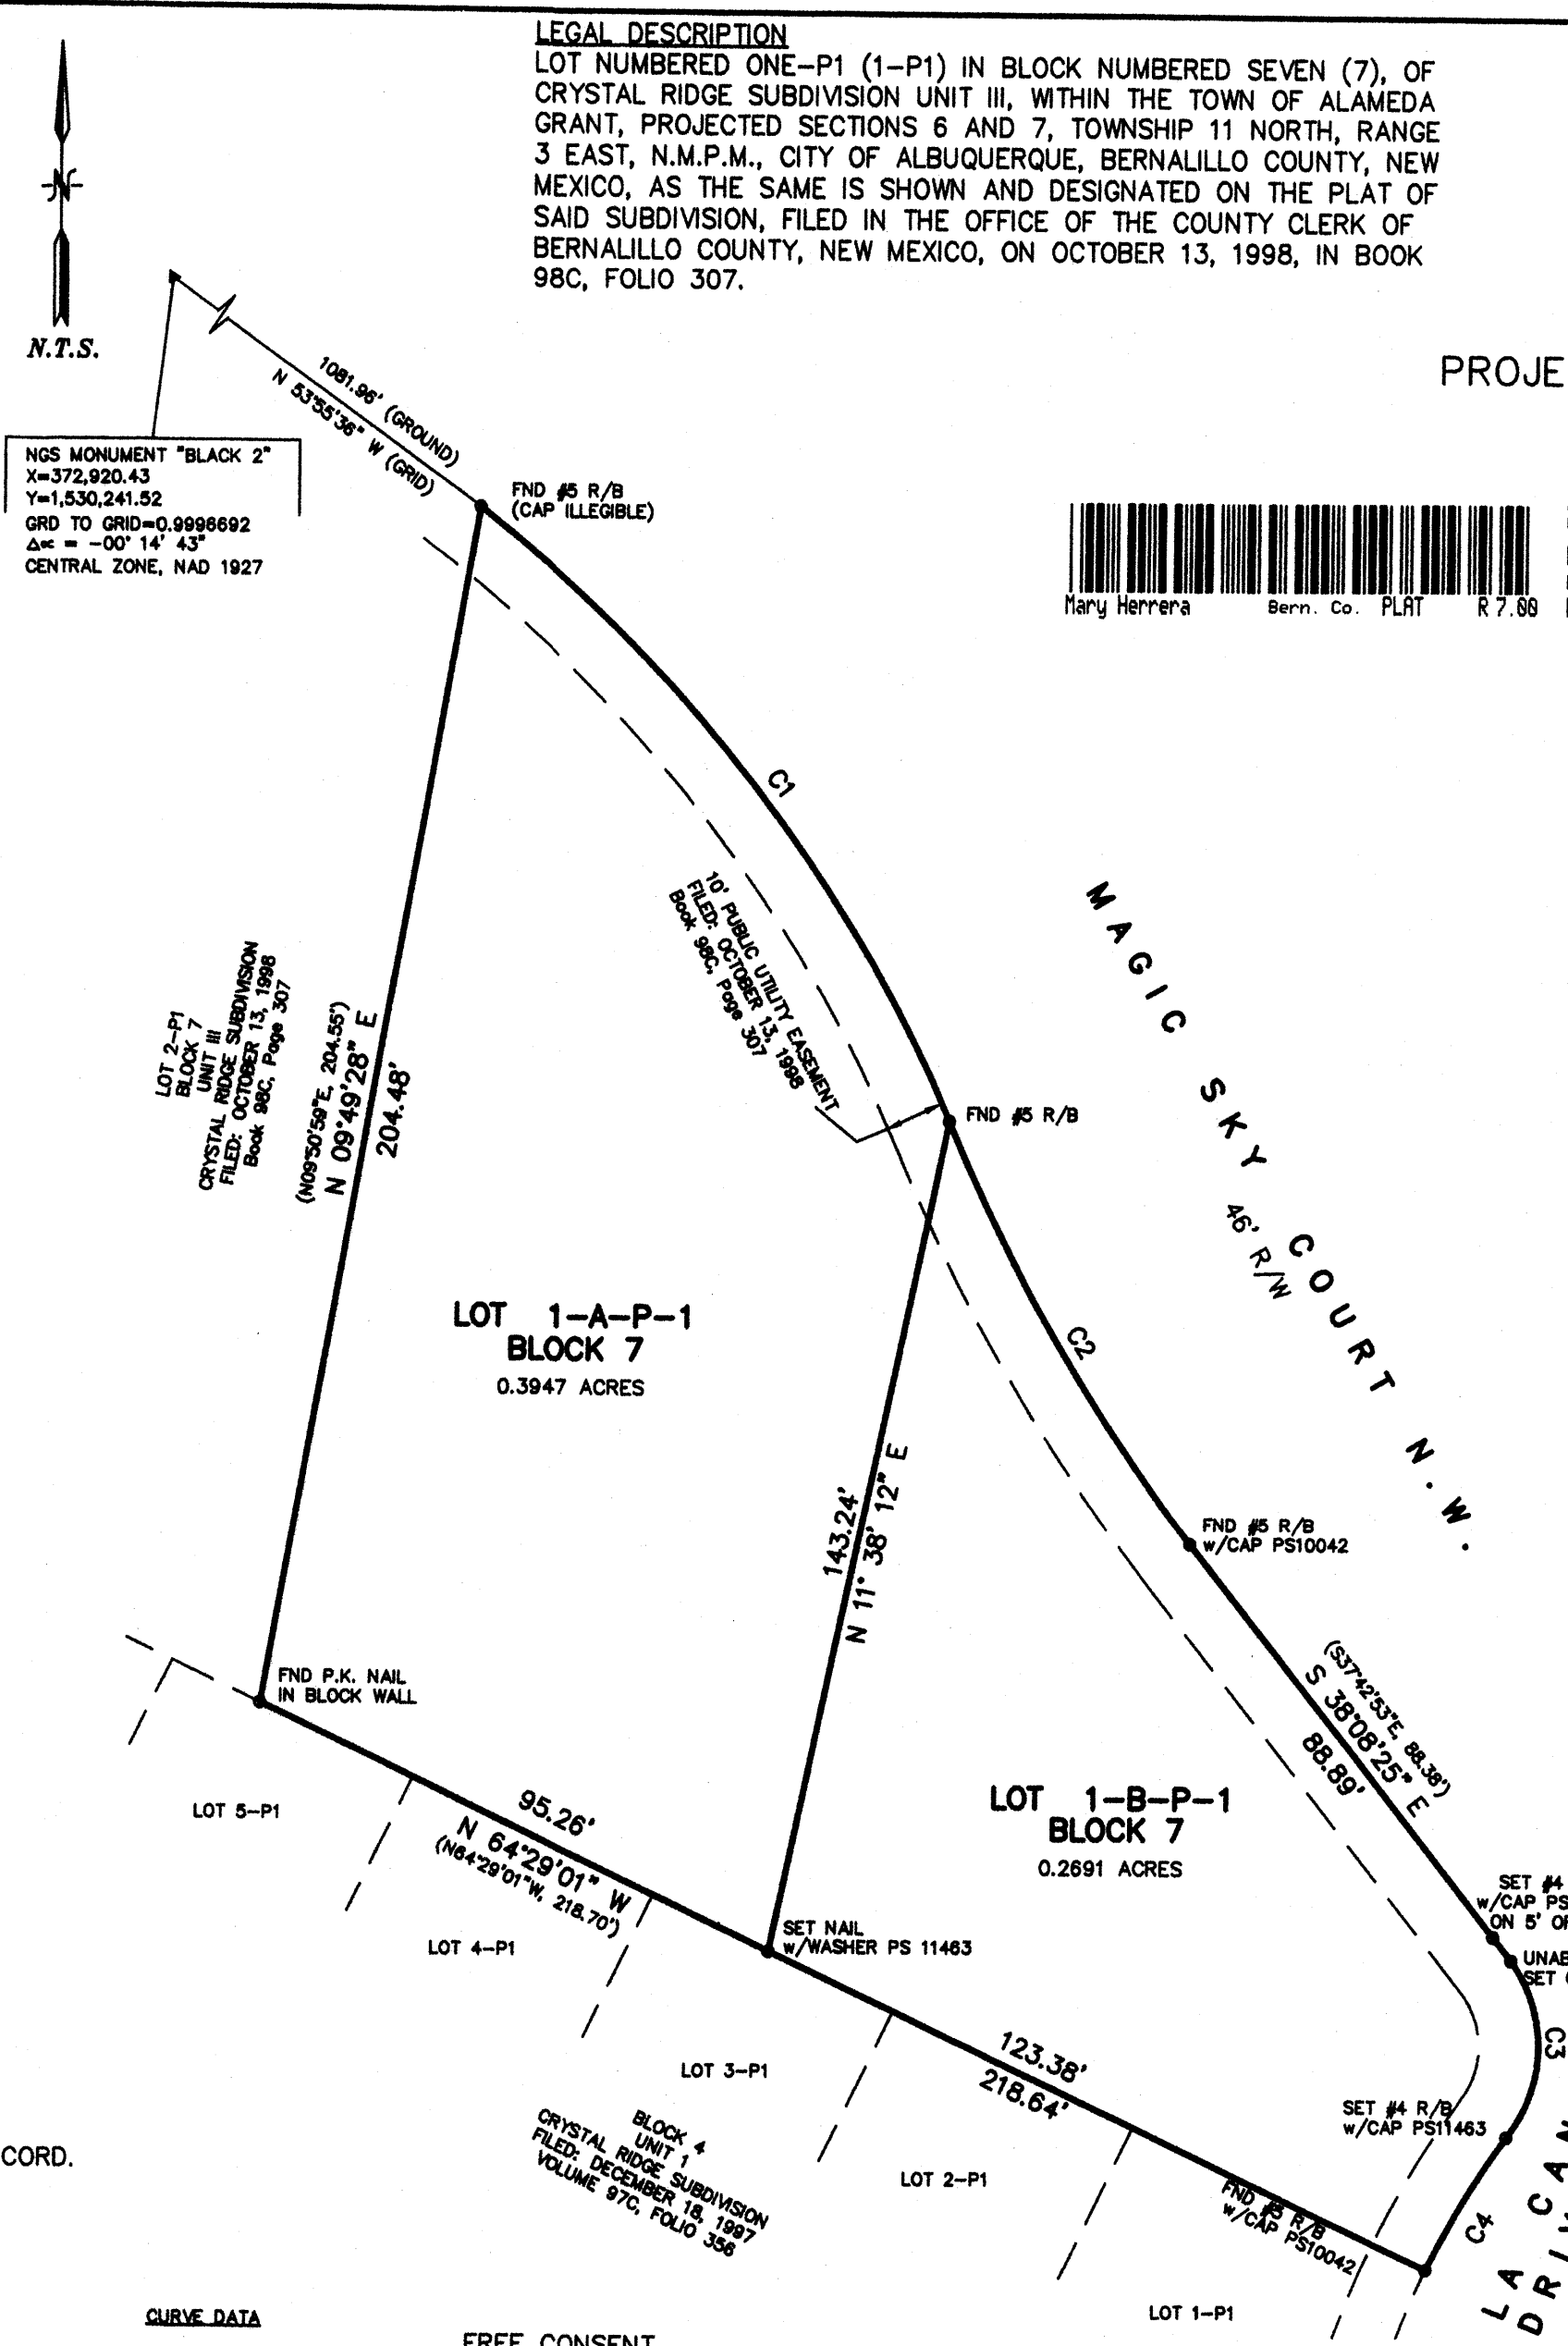 LEGAL DESCRIPTION
LOT NUMBERED ONE-P1 (1-P1) IN BLOCK NUMBERED SEVEN (7), OF
CRYSTAL RIDGE SUBDIVISION UNIT III, WITHIN THE TOWN OF ALAMEDA
GRANT, PROJECTED SECTIONS 6 AND 7, TOWNSHIP 11 NORTH, RANGE
3 EAST, N.M.P.M., CITY OF ALBUQUERQUE, BERNALILLO COUNTY, NEW
MEXICO, AS THE SAME IS SHOWN AND DESIGNATED ON THE PLAT OF
SAID SUBDIVISION, FILED IN THE OFFICE OF THE COUNTY CLERK OF
BERNALILLO COUNTY, NEW MEXICO, ON OCTOBER 13, 1998, IN BOOK
98C, FOLIO 307.
N
N.T.S.
PROJE
1081.96' (GROUND)
N 53°55'36" W (GRID)
NGS MONUMENT "BLACK 2"
X=372,920.43
Y=1,530,241.52
GRD TO GRID=0.9996692
Δ∝ = -00° 14' 43"
CENTRAL ZONE, NAD 1927
FND #5 R/B
(CAP ILLEGIBLE)
Mary Herrera Bern. Co. PLAT R 7.00
C1
10' PUBLIC UTILITY EASEMENT
FILED: OCTOBER 13, 1998
Book 98C, Page 307
MAGIC SKY COURT N.W.
46' R/W
LOT 2-P1
BLOCK 7
UNIT III
CRYSTAL RIDGE SUBDIVISION
FILED: OCTOBER 13, 1998
Book 98C, Page 307
(N09°50'59"E, 204.55')
N 09°49'28" E
204.48'
FND #5 R/B
LOT 1-A-P-1
BLOCK 7
0.3947 ACRES
C2
143.24'
N 11° 38' 12" E
FND #5 R/B
w/CAP PS10042
(S37°42'53"E, 88.38')
S 38°08'25" E
88.89'
FND P.K. NAIL
IN BLOCK WALL
LOT 1-B-P-1
BLOCK 7
0.2691 ACRES
LOT 5-P1
95.26'
N 64°29'01" W
(N64°29'01"W, 218.70')
SET #4
w/CAP PS
ON 5' OF
UNAB
SET
LOT 4-P1
SET NAIL
w/WASHER PS 11463
C3
LOT 3-P1
123.38'
218.64'
SET #4 R/B
w/CAP PS11463
BLOCK 4
UNIT 1
CRYSTAL RIDGE SUBDIVISION
FILED: DECEMBER 18, 1997
VOLUME 97C, FOLIO 356
CORD.
LOT 2-P1
FND #5 R/B
w/CAP PS10042
C4
LA CAN
DRIV
LOT 1-P1
CURVE DATA
FREE CONSENT